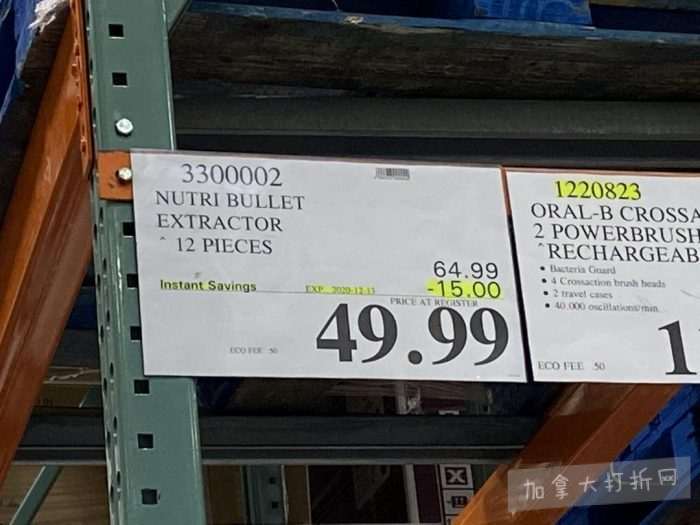 3300002
NUTRI BULLET
EXTRACTOR
^ 12 PIECES
64.99
Instant Savings EXP. 2020-12-13 -15.00
PRICE AT REGISTER
49.99
ECO FEE .50
1220823
ORAL-B CROSSA
2 POWERBRUSH
^RECHARGEAB
• Bacteria Guard
• 4 Crossaction brush heads
• 2 travel cases
• 40,000 oscillations/min.
1
ECO FEE .50
加拿大打折网